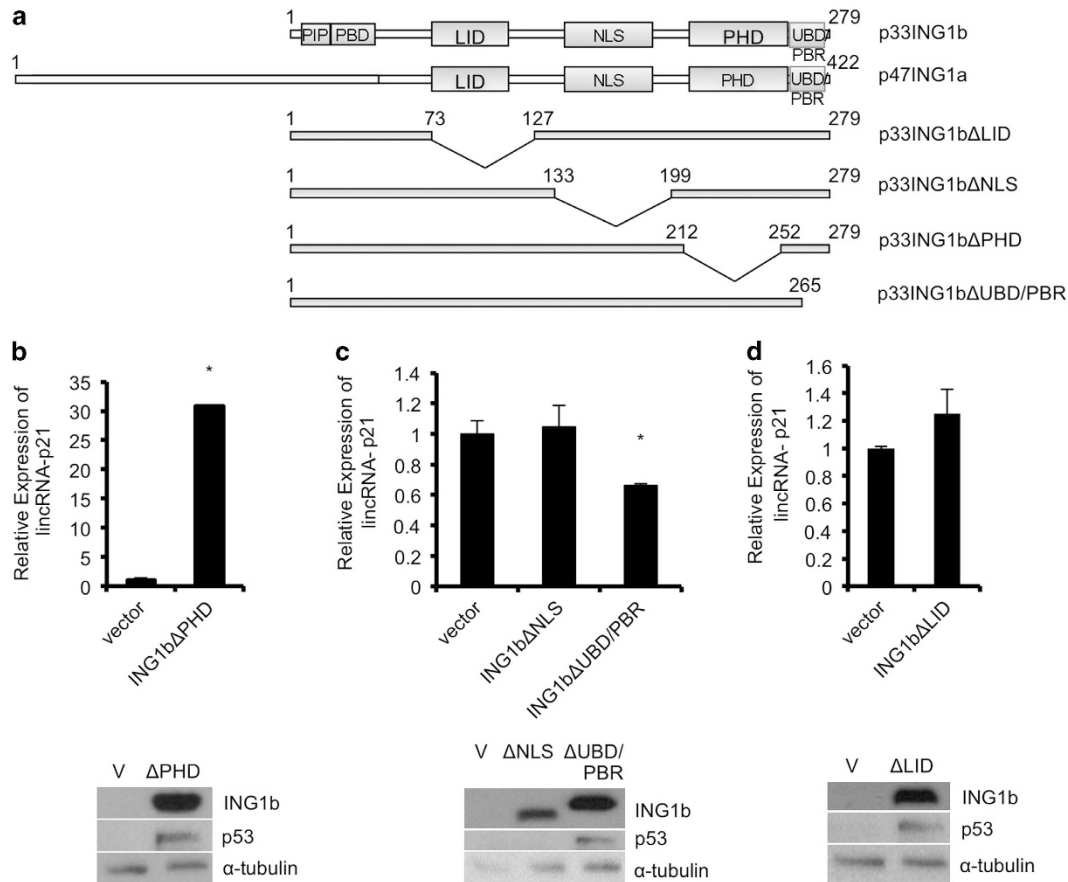 a
1 279
PIP PBD LID NLS PHD UBD/ PBR p33ING1b
1 422
LID NLS PHD UBD/ PBR p47ING1a
1 73 127 279 p33ING1bΔLID
1 133 199 279 p33ING1bΔNLS
1 212 252 279 p33ING1bΔPHD
1 265 p33ING1bΔUBD/PBR
b
Relative Expression of
lincRNA-p21
35
30
25
20
15
10
5
0
*
vector
ING1bΔPHD
V ΔPHD
ING1b
p53
α-tubulin
c
Relative Expression of
lincRNA- p21
1.4
1.2
1
0.8
0.6
0.4
0.2
0
*
vector
ING1bΔNLS
ING1bΔUBD/PBR
V ΔNLS ΔUBD/
PBR
ING1b
p53
α-tubulin
d
Relative Expression of
lincRNA- p21
1.6
1.4
1.2
1
0.8
0.6
0.4
0.2
0
vector
ING1bΔLID
V ΔLID
ING1b
p53
α-tubulin